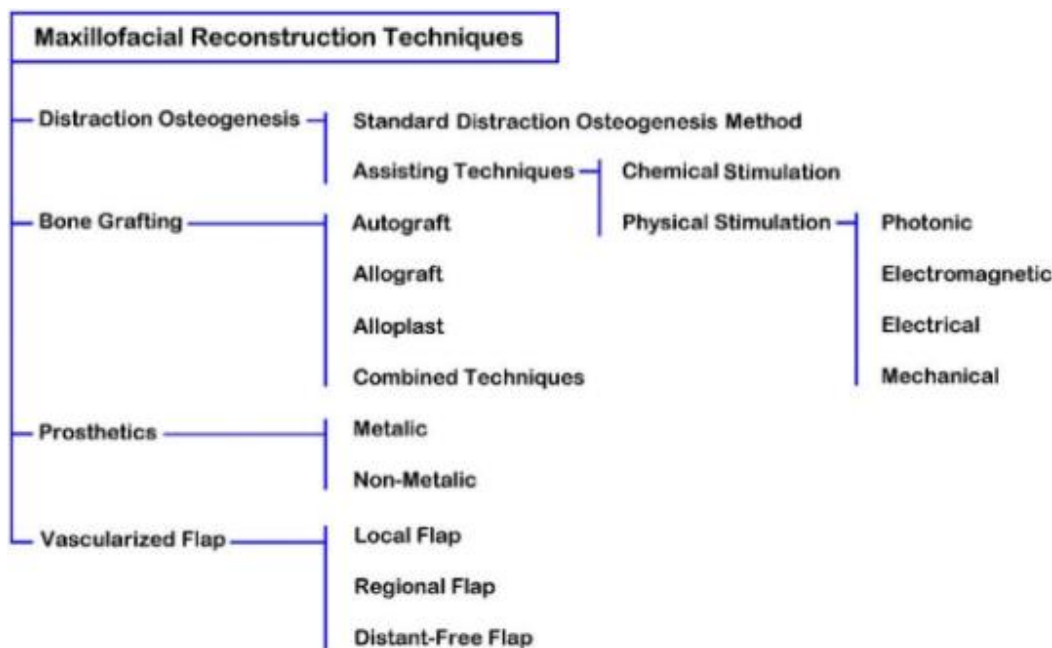 Maxillofacial Reconstruction Techniques
Distraction Osteogenesis
Standard Distraction Osteogenesis Method
Assisting Techniques
Chemical Stimulation
Physical Stimulation
Photonic
Electromagnetic
Electrical
Mechanical
Bone Grafting
Autograft
Allograft
Alloplast
Combined Techniques
Prosthetics
Metalic
Non-Metalic
Vascularized Flap
Local Flap
Regional Flap
Distant-Free Flap